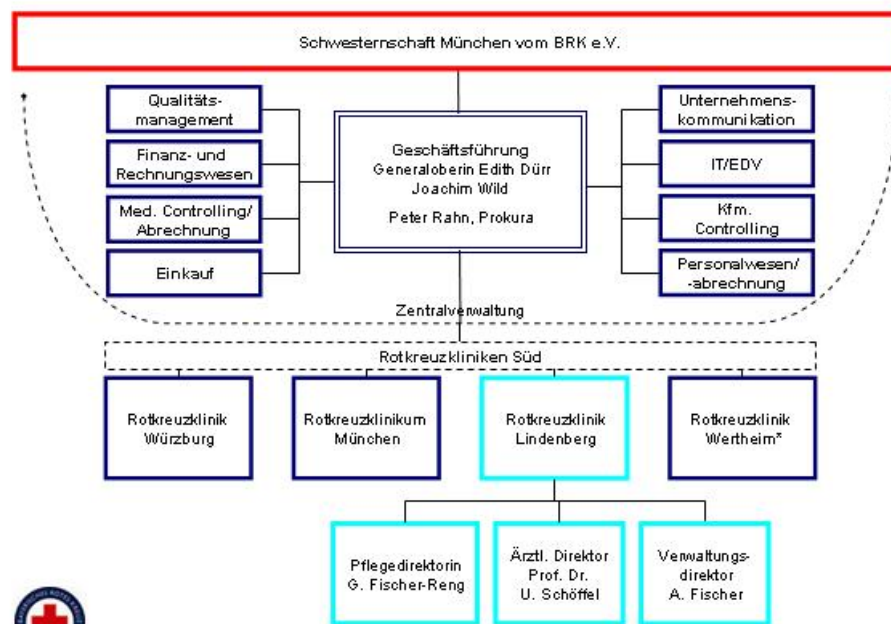 Schwesternschaft München vom BRK e.V.
Qualitäts-
management
Finanz- und
Rechnungswesen
Med. Controlling/
Abrechnung
Einkauf
Geschäftsführung
Generaloberin Edith Dürr
Joachim Wild
Peter Rahn, Prokura
Unternehmens-
kommunikation
IT/EDV
Kfm.
Controlling
Personalwesen/
-abrechnung
Zentralverwaltung
Rotkreuzkliniken Süd
Rotkreuzklinik
Würzburg
Rotkreuzklinikum
München
Rotkreuzklinik
Lindenberg
Rotkreuzklinik
Wertheim*
Pflegedirektorin
G. Fischer-Reng
Ärztl. Direktor
Prof. Dr.
U. Schöffel
Verwaltungs-
direktor
A. Fischer